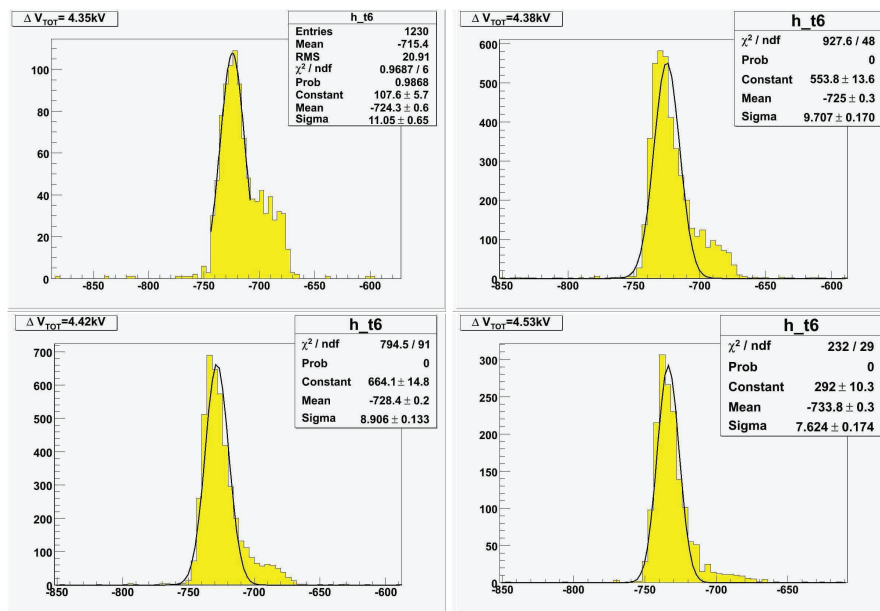 Δ V_TOT=4.35kV
h_t6
Entries 1230
Mean -715.4
RMS 20.91
χ² / ndf 0.9687 / 6
Prob 0.9868
Constant 107.6 ± 5.7
Mean -724.3 ± 0.6
Sigma 11.05 ± 0.65
100
80
60
40
20
0
-850 -800 -750 -700 -650 -600
Δ V_TOT=4.38kV
h_t6
χ² / ndf 927.6 / 48
Prob 0
Constant 553.8 ± 13.6
Mean -725 ± 0.3
Sigma 9.707 ± 0.170
600
500
400
300
200
100
0
-850 -800 -750 -700 -650 -600
Δ V_TOT=4.42kV
h_t6
χ² / ndf 794.5 / 91
Prob 0
Constant 664.1 ± 14.8
Mean -728.4 ± 0.2
Sigma 8.906 ± 0.133
700
600
500
400
300
200
100
0
-850 -800 -750 -700 -650 -600
Δ V_TOT=4.53kV
h_t6
χ² / ndf 232 / 29
Prob 0
Constant 292 ± 10.3
Mean -733.8 ± 0.3
Sigma 7.624 ± 0.174
300
250
200
150
100
50
0
-850 -800 -750 -700 -650